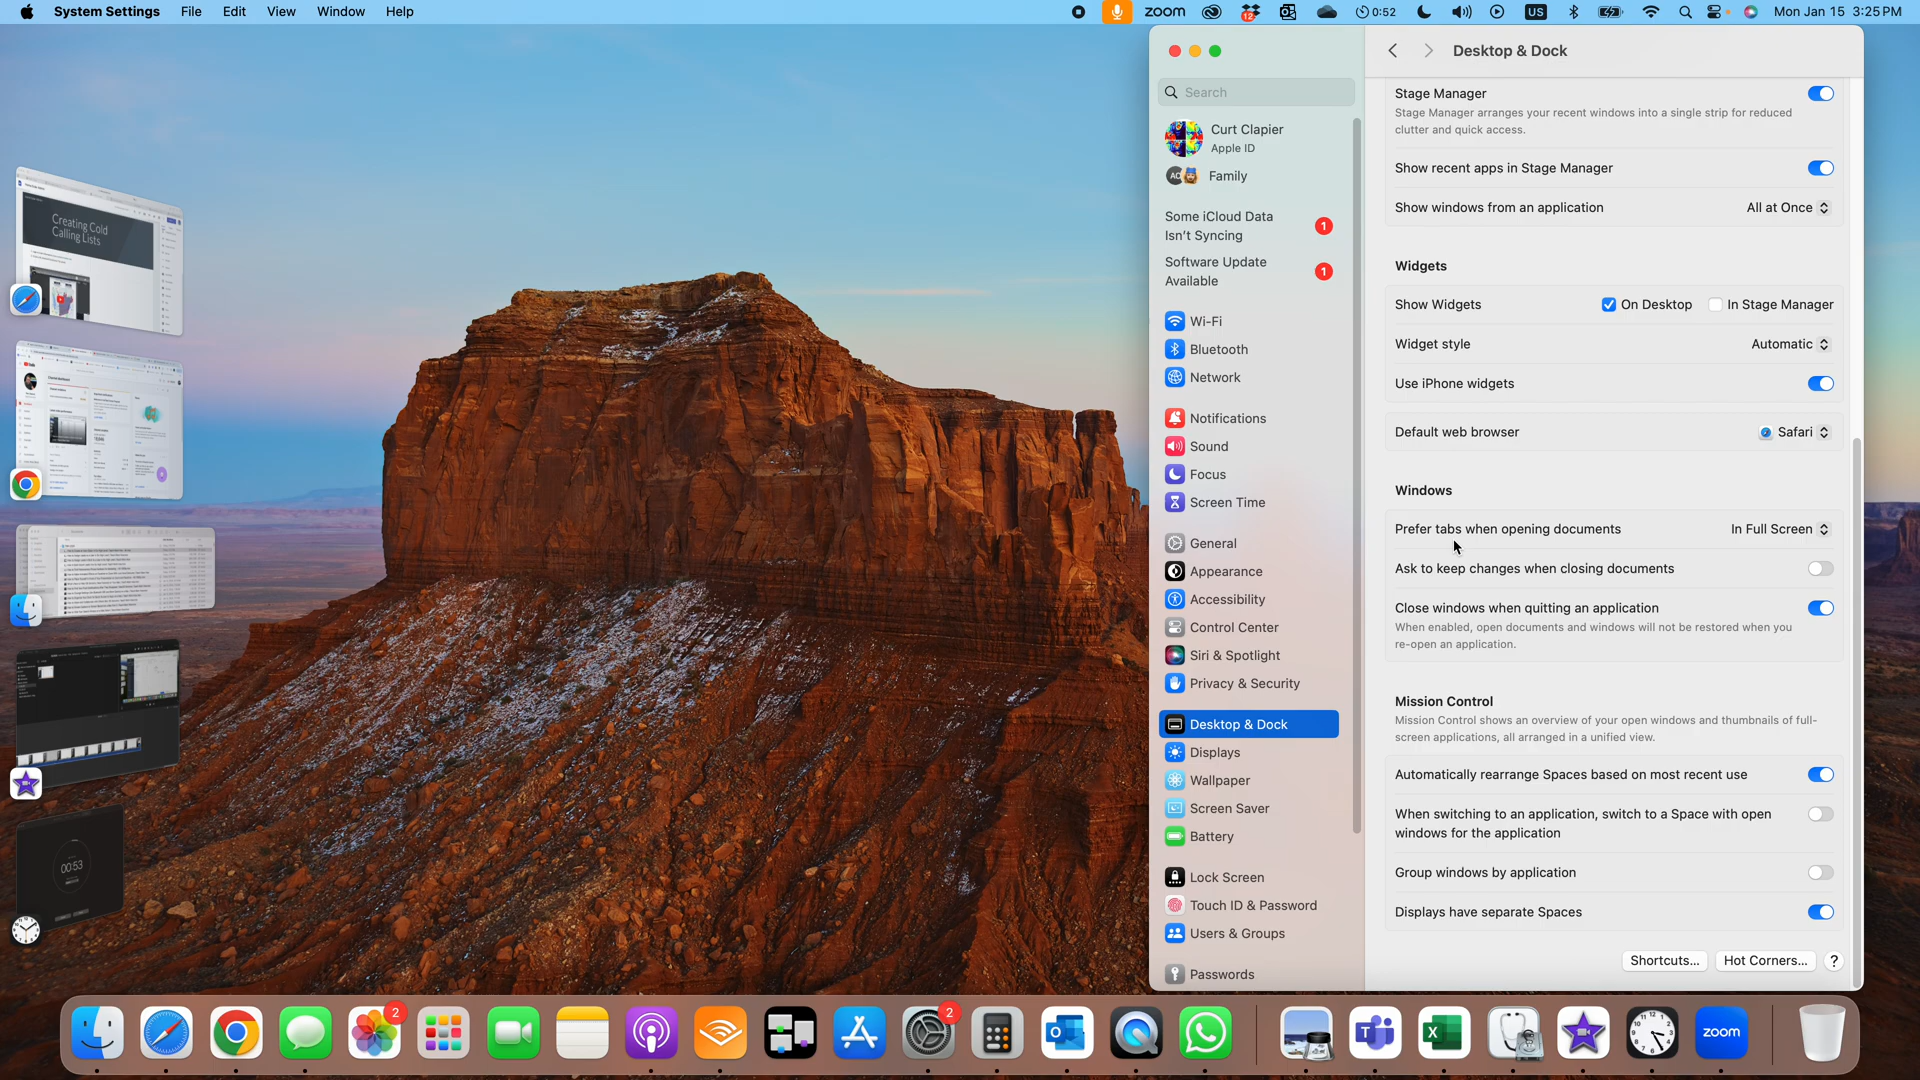 System Settings File Edit View Window Help
zoom 12 0:52 US Mon Jan 15 3:25 PM
Creating Cold
Calling Lists
00:53
Search
Curt Clapier
Apple ID
AC Family
Some iCloud Data
Isn't Syncing 1
Software Update
Available 1
Wi-Fi
Bluetooth
Network
Notifications
Sound
Focus
Screen Time
General
Appearance
Accessibility
Control Center
Siri & Spotlight
Privacy & Security
Desktop & Dock
Displays
Wallpaper
Screen Saver
Battery
Lock Screen
Touch ID & Password
Users & Groups
Passwords
Desktop & Dock
Stage Manager
Stage Manager arranges your recent windows into a single strip for reduced
clutter and quick access.
Show recent apps in Stage Manager
Show windows from an application All at Once
Widgets
Show Widgets On Desktop In Stage Manager
Widget style Automatic
Use iPhone widgets
Default web browser Safari
Windows
Prefer tabs when opening documents In Full Screen
Ask to keep changes when closing documents
Close windows when quitting an application
When enabled, open documents and windows will not be restored when you
re-open an application.
Mission Control
Mission Control shows an overview of your open windows and thumbnails of full-
screen applications, all arranged in a unified view.
Automatically rearrange Spaces based on most recent use
When switching to an application, switch to a Space with open
windows for the application
Group windows by application
Displays have separate Spaces
Shortcuts... Hot Corners... ?
2 2 zoom